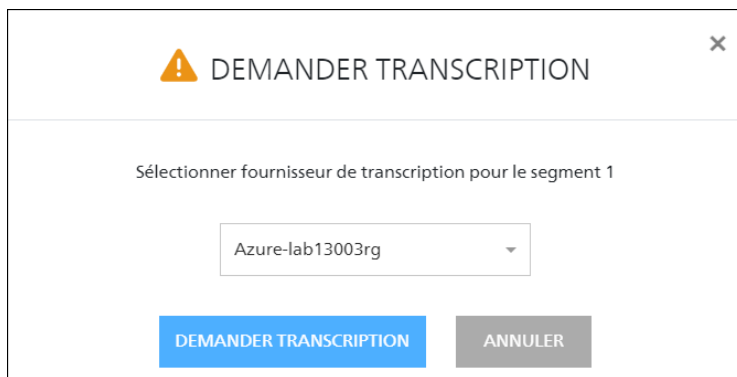 DEMANDER TRANSCRIPTION
Sélectionner fournisseur de transcription pour le segment 1
Azure-lab13003rg
DEMANDER TRANSCRIPTION
ANNULER